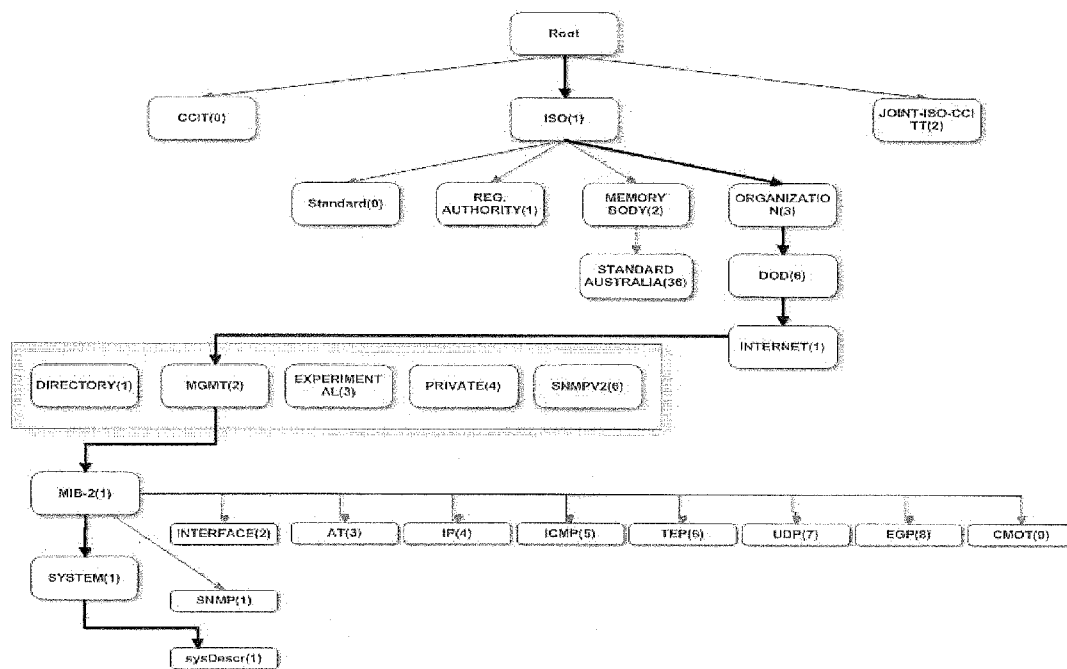 Root
CCIT(0)
ISO(1)
JOINT-ISO-CCI
TT(2)
Standard(0)
REG.
AUTHORITY(1)
MEMORY
BODY(2)
ORGANIZATIO
N(3)
STANDARD
AUSTRALIA(36)
DOD(6)
INTERNET(1)
DIRECTORY(1)
MGMT(2)
EXPERIMENT
AL(3)
PRIVATE(4)
SNMPV2(6)
MIB-2(1)
INTERFACE(2)
AT(3)
IP(4)
ICMP(5)
TEP(6)
UDP(7)
EGP(8)
CMOT(9)
SYSTEM(1)
SNMP(1)
sysDescr(1)